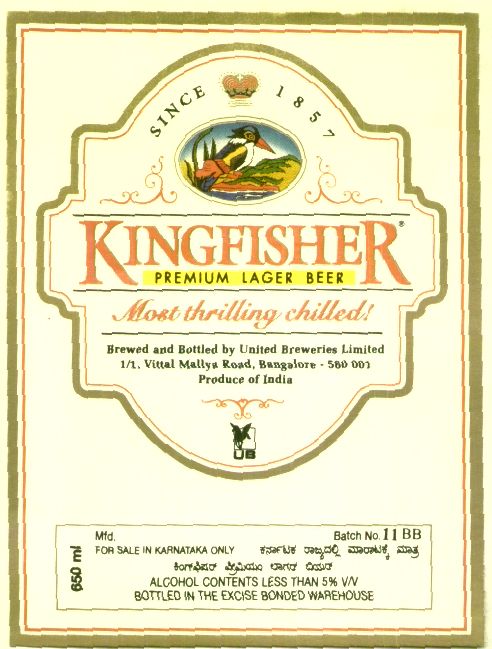 SINCE 1857
KINGFISHER®
PREMIUM LAGER BEER
Most thrilling chilled!
Brewed and Bottled by United Breweries Limited
1/1, Vittal Mallya Road, Bangalore - 560 001
Produce of India
UB
650 ml
Mfd. Batch No. 11 BB
FOR SALE IN KARNATAKA ONLY ಕರ್ನಾಟಕ ರಾಜ್ಯದಲ್ಲಿ ಮಾರಾಟಕ್ಕೆ ಮಾತ್ರ
ಕಿಂಗ್‌ಫಿಷರ್ ಪ್ರೀಮಿಯಂ ಲಾಗರ್ ಬಿಯರ್
ALCOHOL CONTENTS LESS THAN 5% V/V
BOTTLED IN THE EXCISE BONDED WAREHOUSE